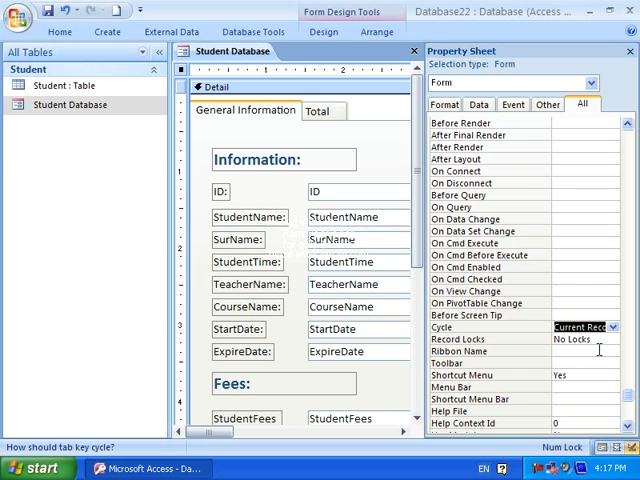 Form Design Tools
Database22 : Database (Access ...
Home Create External Data Database Tools Design Arrange
All Tables
Student
Student : Table
Student Database
Student Database
1 2
Detail
General Information Total
Information:
ID: ID
StudentName: StudentName
SurName: SurName
StudentTime: StudentTime
TeacherName: TeacherName
CourseName: CourseName
StartDate: StartDate
ExpireDate: ExpireDate
Fees:
StudentFees StudentFees
1
2
3
4
Property Sheet
Selection type: Form
Form
Format Data Event Other All
Before Render
After Final Render
After Render
After Layout
On Connect
On Disconnect
Before Query
On Query
On Data Change
On Data Set Change
On Cmd Execute
On Cmd Before Execute
On Cmd Enabled
On Cmd Checked
On View Change
On PivotTable Change
Before Screen Tip
Cycle Current Reco
Record Locks No Locks
Ribbon Name
Toolbar
Shortcut Menu Yes
Menu Bar
Shortcut Menu Bar
Help File
Help Context Id 0
How should tab key cycle?
Num Lock
start
Microsoft Access - Da...
EN
4:17 PM